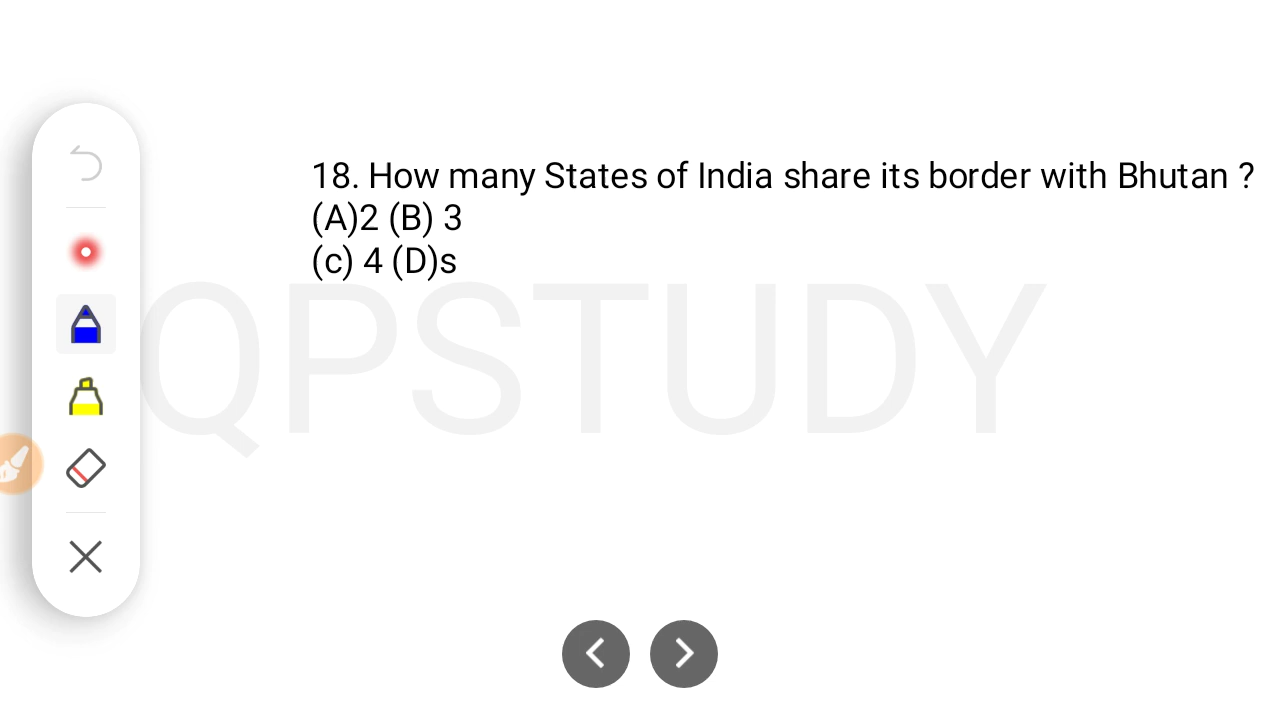 18. How many States of India share its border with Bhutan ?
(A)2 (B) 3
(c) 4 (D)s
QPSTUDY